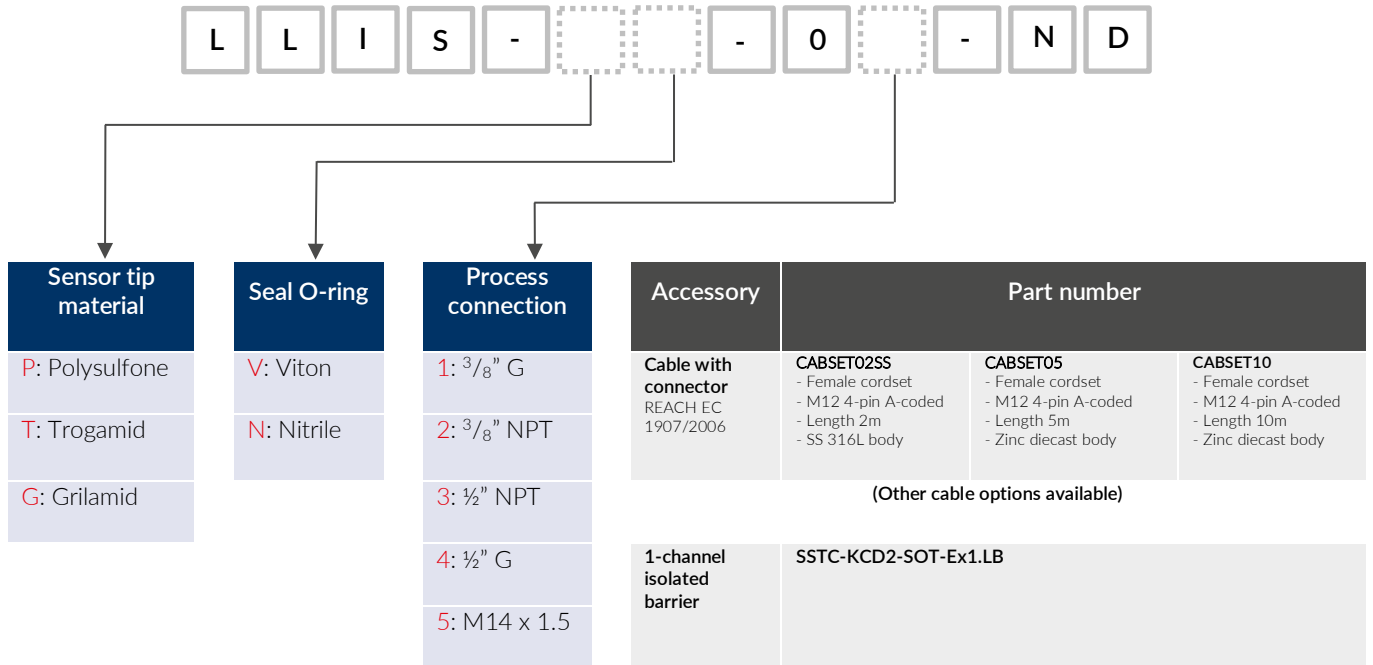 L L I S - - 0 - N D
Sensor tip
material
P: Polysulfone
T: Trogamid
G: Grilamid
Seal O-ring
V: Viton
N: Nitrile
Process
connection
1: 3/8” G
2: 3/8” NPT
3: ½” NPT
4: ½” G
5: M14 x 1.5
Accessory
Part number
Cable with
connector
REACH EC
1907/2006
CABSET02SS
- Female cordset
- M12 4-pin A-coded
- Length 2m
- SS 316L body
CABSET05
- Female cordset
- M12 4-pin A-coded
- Length 5m
- Zinc diecast body
CABSET10
- Female cordset
- M12 4-pin A-coded
- Length 10m
- Zinc diecast body
(Other cable options available)
1-channel
isolated
barrier
SSTC-KCD2-SOT-Ex1.LB